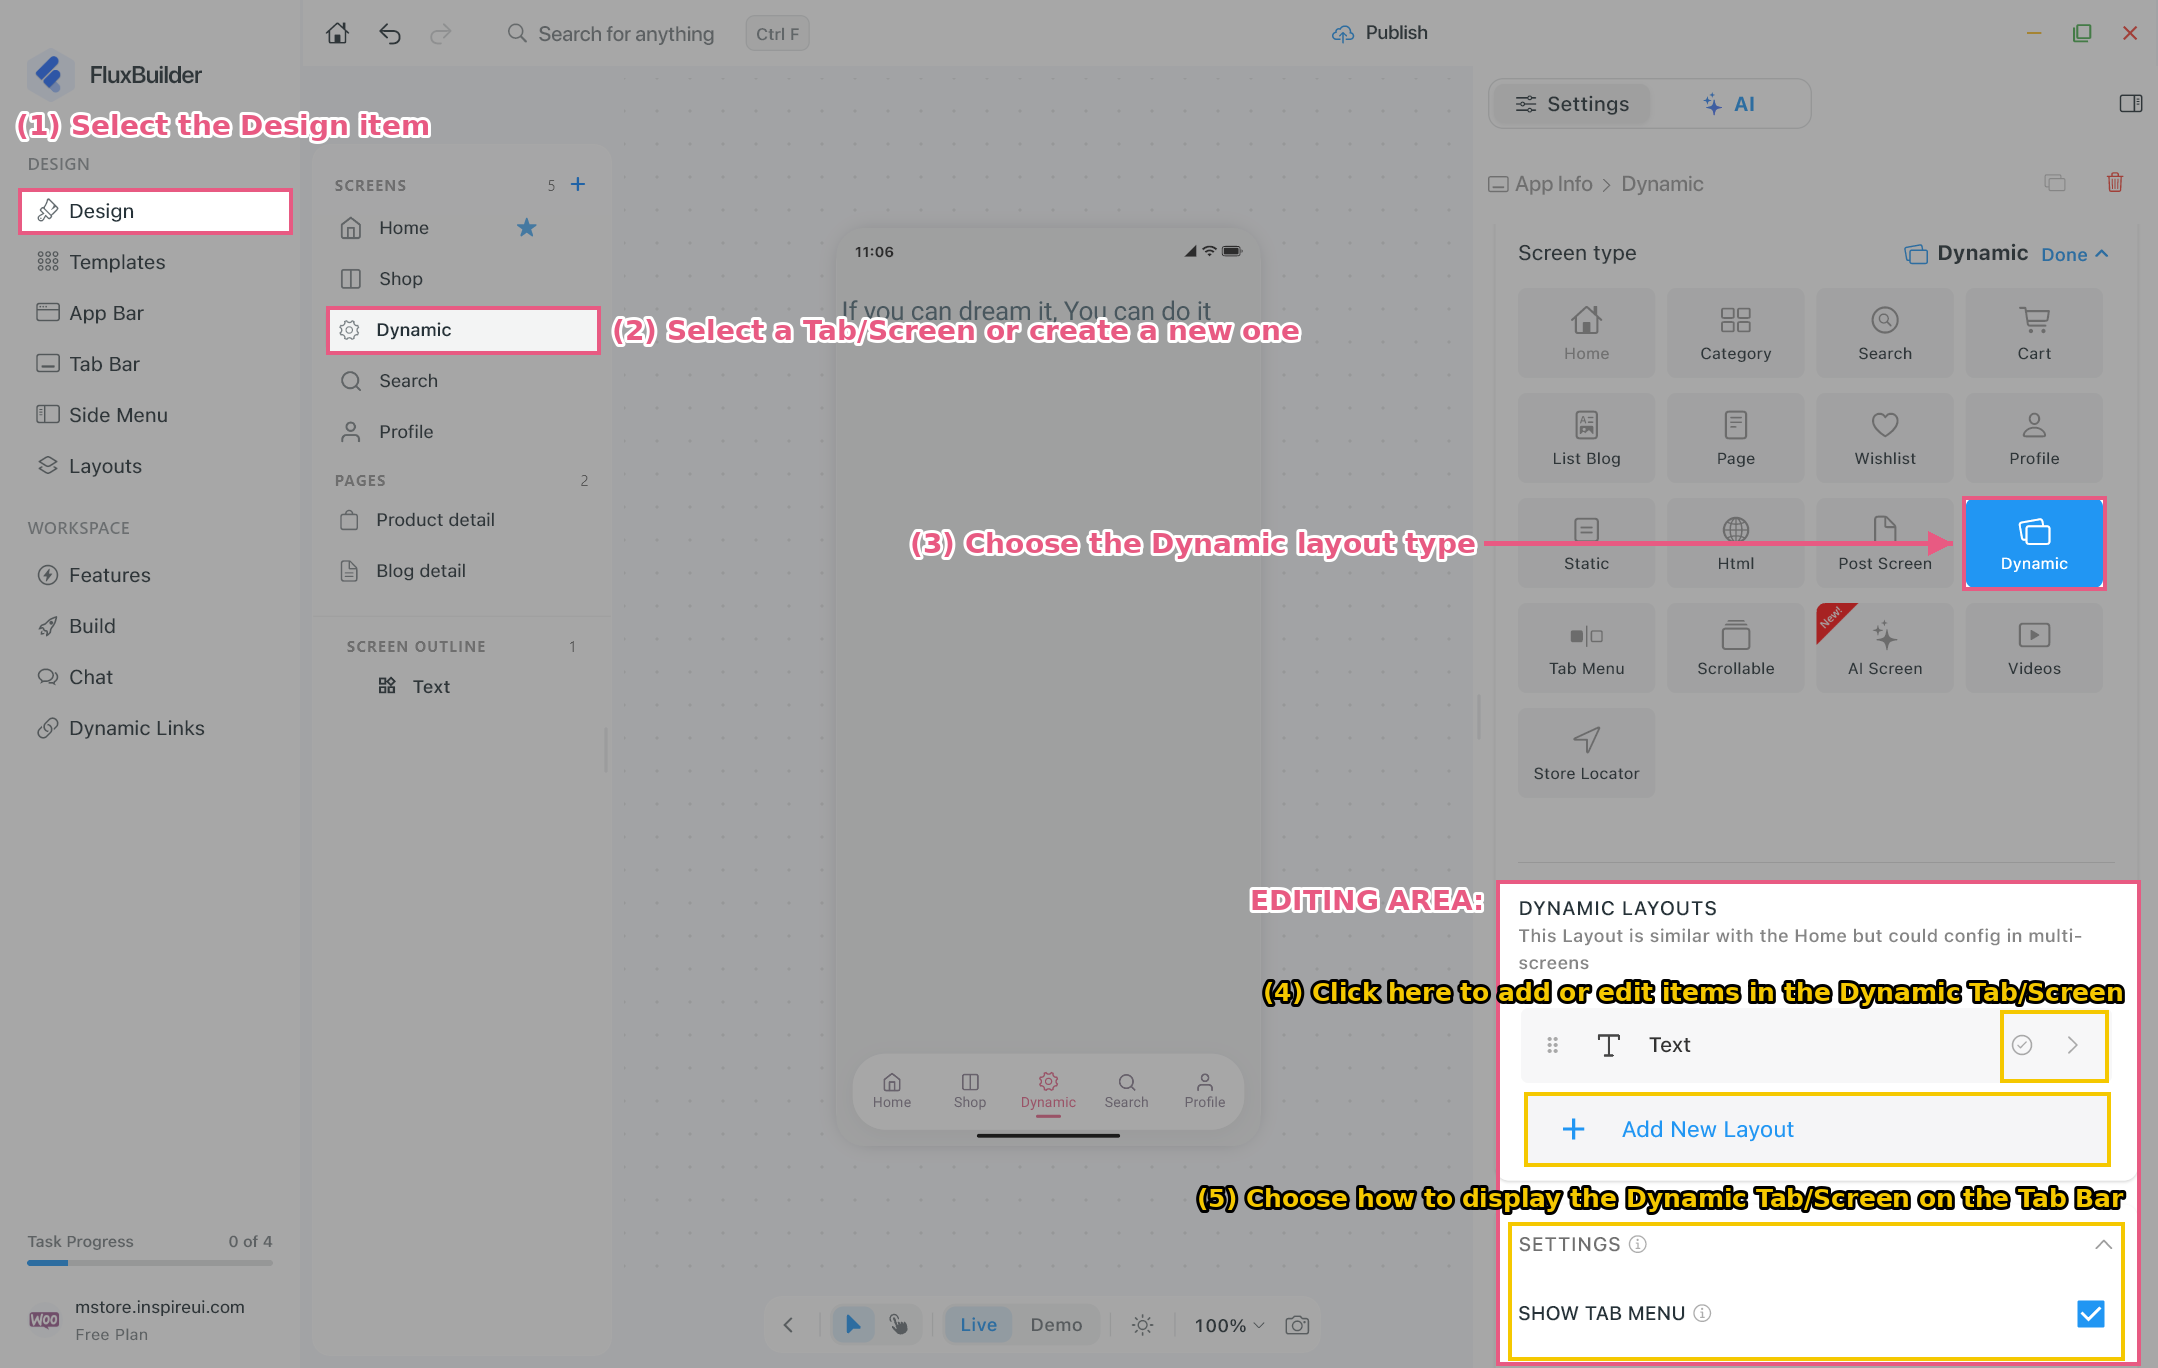 Search for anything
Ctrl F
Publish
FluxBuilder
(1) Select the Design item
DESIGN
Design
Templates
App Bar
Tab Bar
Side Menu
Layouts
WORKSPACE
Features
Build
Chat
Dynamic Links
Task Progress
0 of 4
WOO
mstore.inspireui.com
Free Plan
SCREENS
5
Home
Shop
Dynamic
(2) Select a Tab/Screen or create a new one
Search
Profile
PAGES
2
Product detail
Blog detail
SCREEN OUTLINE
1
Text
11:06
If you can dream it, You can do it
Home
Shop
Dynamic
Search
Profile
Live
Demo
100%
Settings
AI
App Info > Dynamic
Screen type
Dynamic
Done
Home
Category
Search
Cart
List Blog
Page
Wishlist
Profile
(3) Choose the Dynamic layout type
Static
Html
Post Screen
Dynamic
Tab Menu
Scrollable
New!
AI Screen
Videos
Store Locator
EDITING AREA:
DYNAMIC LAYOUTS
This Layout is similar with the Home but could config in multi-
screens
(4) Click here to add or edit items in the Dynamic Tab/Screen
Text
Add New Layout
(5) Choose how to display the Dynamic Tab/Screen on the Tab Bar
SETTINGS
SHOW TAB MENU